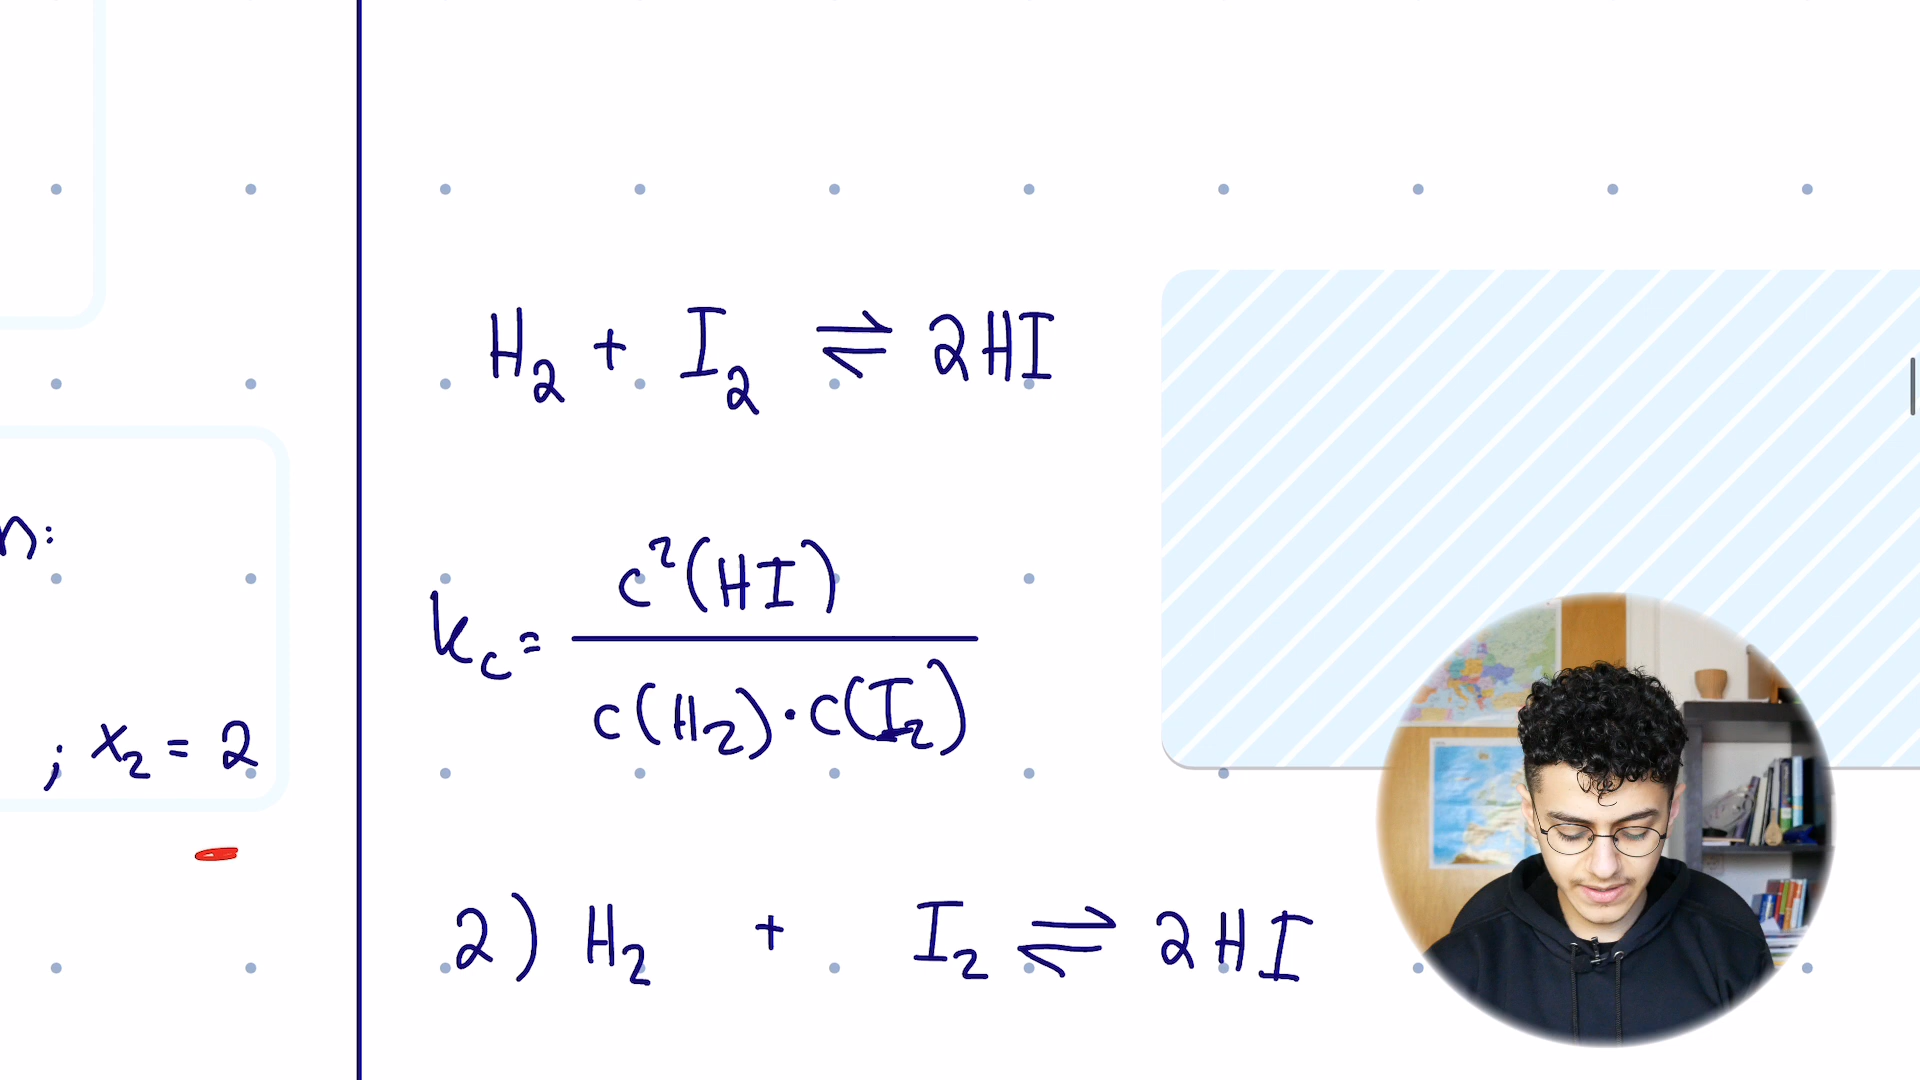 n:
; x₂ = 2
H₂ + I₂ ⇌ 2HI
kc = c²(HI) / c(H₂)·c(I₂)
2) H₂ + I₂ ⇌ 2HI